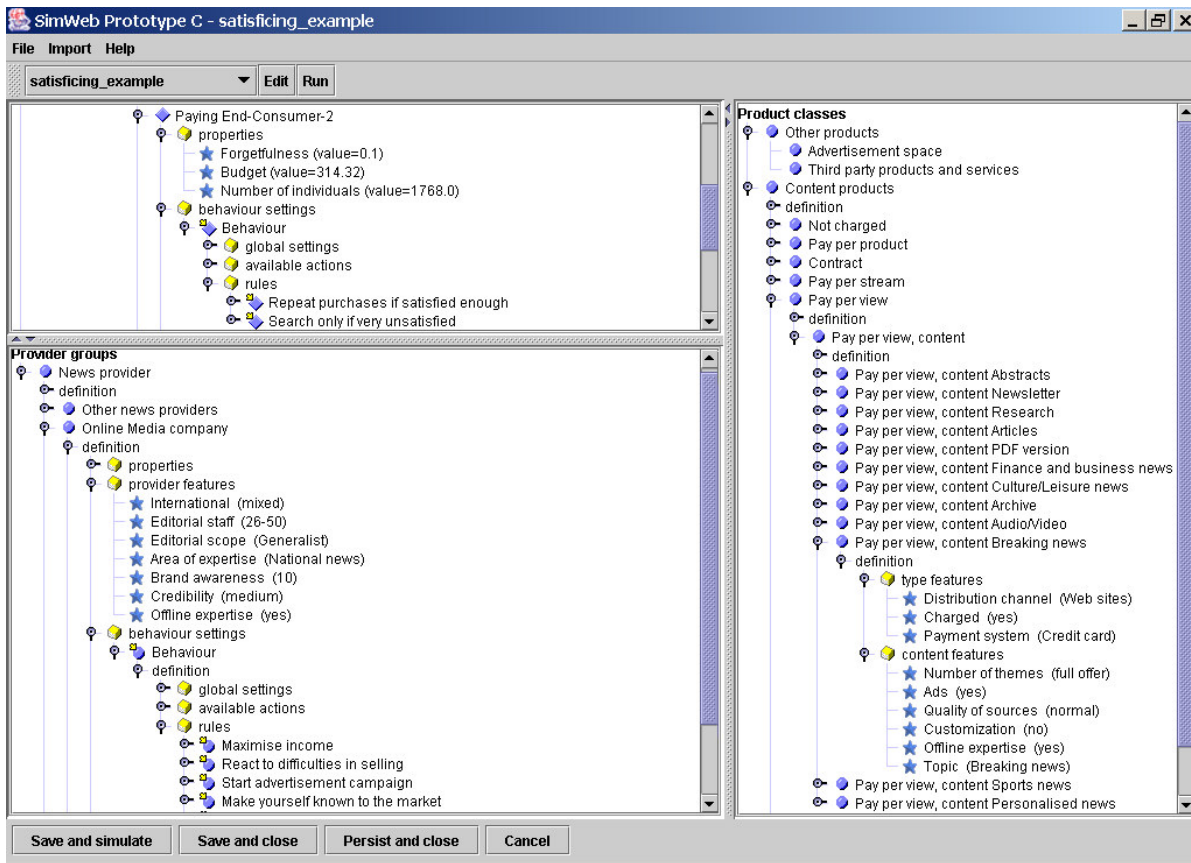 SimWeb Prototype C - satisficing_example
File Import Help
satisficing_example Edit Run
Paying End-Consumer-2
properties
Forgetfulness (value=0.1)
Budget (value=314.32)
Number of individuals (value=1768.0)
behaviour settings
Behaviour
global settings
available actions
rules
Repeat purchases if satisfied enough
Search only if very unsatisfied
Provider groups
News provider
definition
Other news providers
Online Media company
definition
properties
provider features
International (mixed)
Editorial staff (26-50)
Editorial scope (Generalist)
Area of expertise (National news)
Brand awareness (10)
Credibility (medium)
Offline expertise (yes)
behaviour settings
Behaviour
definition
global settings
available actions
rules
Maximise income
React to difficulties in selling
Start advertisement campaign
Make yourself known to the market
Product classes
Other products
Advertisement space
Third party products and services
Content products
definition
Not charged
Pay per product
Contract
Pay per stream
Pay per view
definition
Pay per view, content
definition
Pay per view, content Abstracts
Pay per view, content Newsletter
Pay per view, content Research
Pay per view, content Articles
Pay per view, content PDF version
Pay per view, content Finance and business news
Pay per view, content Culture/Leisure news
Pay per view, content Archive
Pay per view, content Audio/Video
Pay per view, content Breaking news
definition
type features
Distribution channel (Web sites)
Charged (yes)
Payment system (Credit card)
content features
Number of themes (full offer)
Ads (yes)
Quality of sources (normal)
Customization (no)
Offline expertise (yes)
Topic (Breaking news)
Pay per view, content Sports news
Pay per view, content Personalised news
Save and simulate Save and close Persist and close Cancel